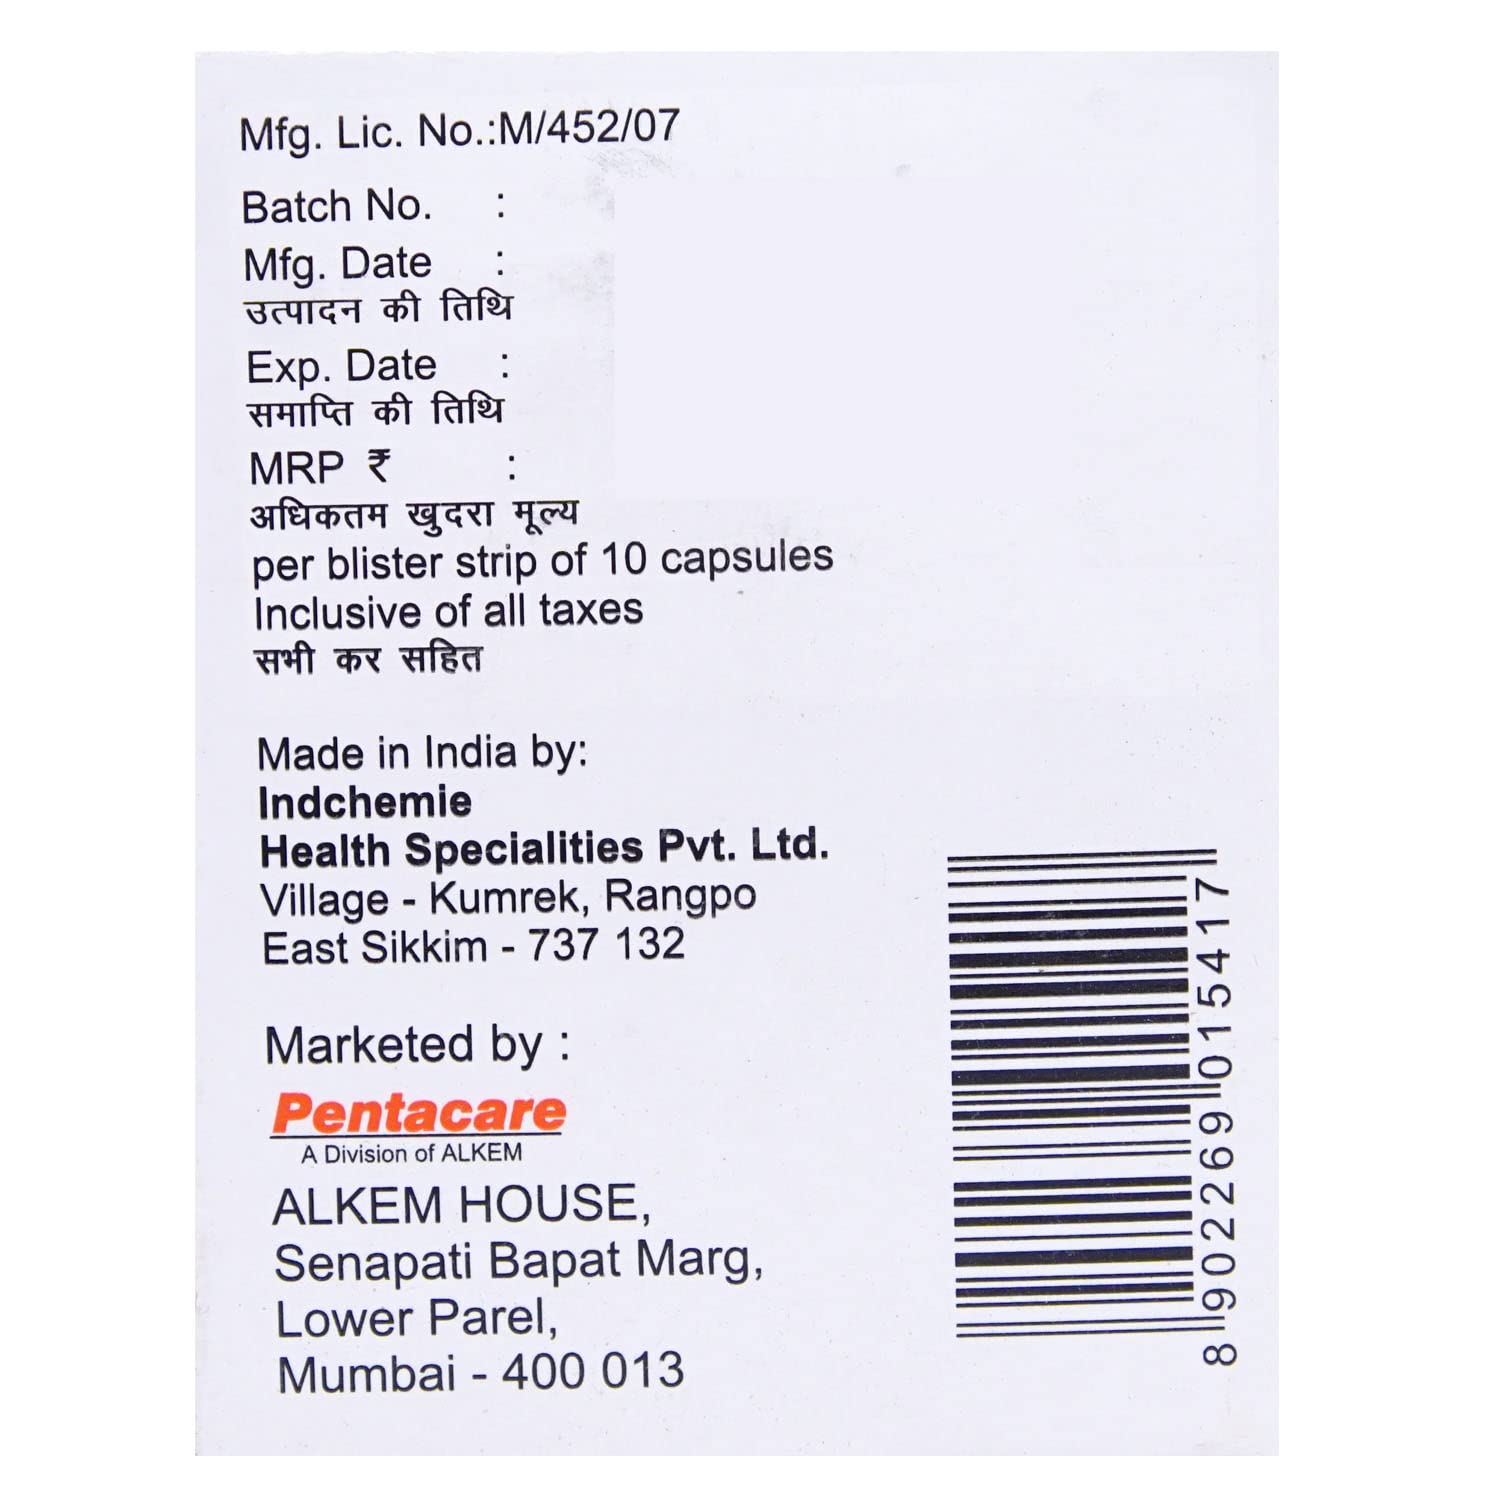 Mfg. Lic. No.:M/452/07
Batch No. :
Mfg. Date :
उत्पादन की तिथि
Exp. Date :
समाप्ति की तिथि
MRP ₹ :
अधिकतम खुदरा मूल्य
per blister strip of 10 capsules
Inclusive of all taxes
सभी कर सहित
Made in India by:
Indchemie
Health Specialities Pvt. Ltd.
Village - Kumrek, Rangpo
East Sikkim - 737 132
Marketed by :
Pentacare
A Division of ALKEM
ALKEM HOUSE,
Senapati Bapat Marg,
Lower Parel,
Mumbai - 400 013
8 902269 015417